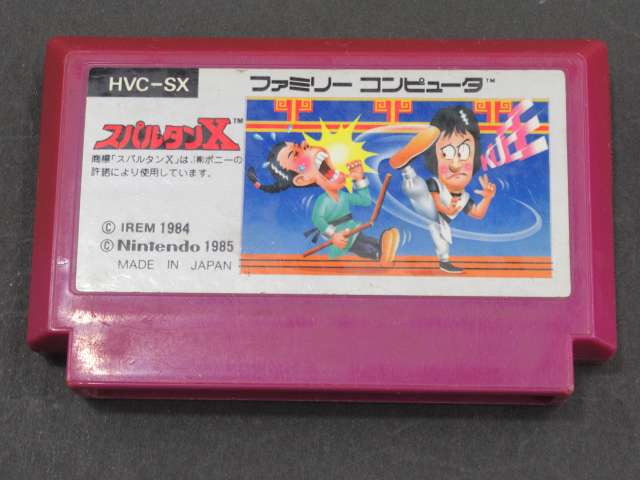 HVC-SX
ファミリー コンピュータ™
スパルタンX™
商標「スパルタンX」は、(株)ポニーの
許諾により使用しています。
© IREM 1984
© Nintendo 1985
MADE IN JAPAN